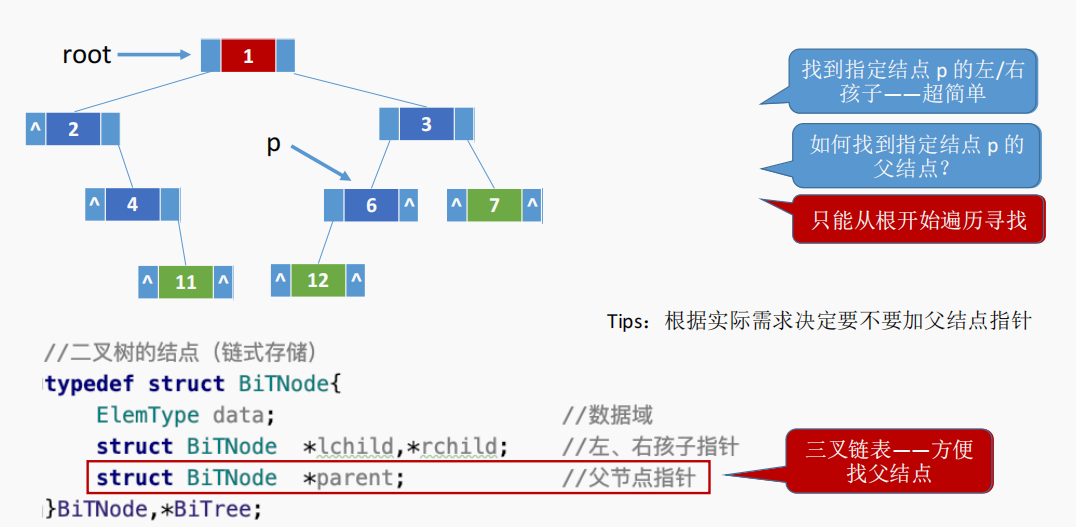 root
1
找到指定结点 p 的左/右
孩子——超简单
^ 2
3
p
如何找到指定结点 p 的
父结点？
^ 4
6 ^
^ 7 ^
只能从根开始遍历寻找
^ 11 ^
^ 12 ^
Tips：根据实际需求决定要不要加父结点指针
//二叉树的结点（链式存储）
typedef struct BiTNode{
ElemType data; //数据域
struct BiTNode *lchild,*rchild; //左、右孩子指针
struct BiTNode *parent; //父节点指针
}BiTNode,*BiTree;
三叉链表——方便
找父结点